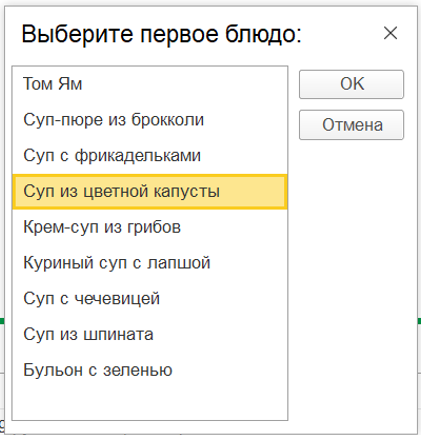 Выберите первое блюдо:
Том Ям
OK
Суп-пюре из брокколи
Отмена
Суп с фрикадельками
Суп из цветной капусты
Крем-суп из грибов
Куриный суп с лапшой
Суп с чечевицей
Суп из шпината
Бульон с зеленью